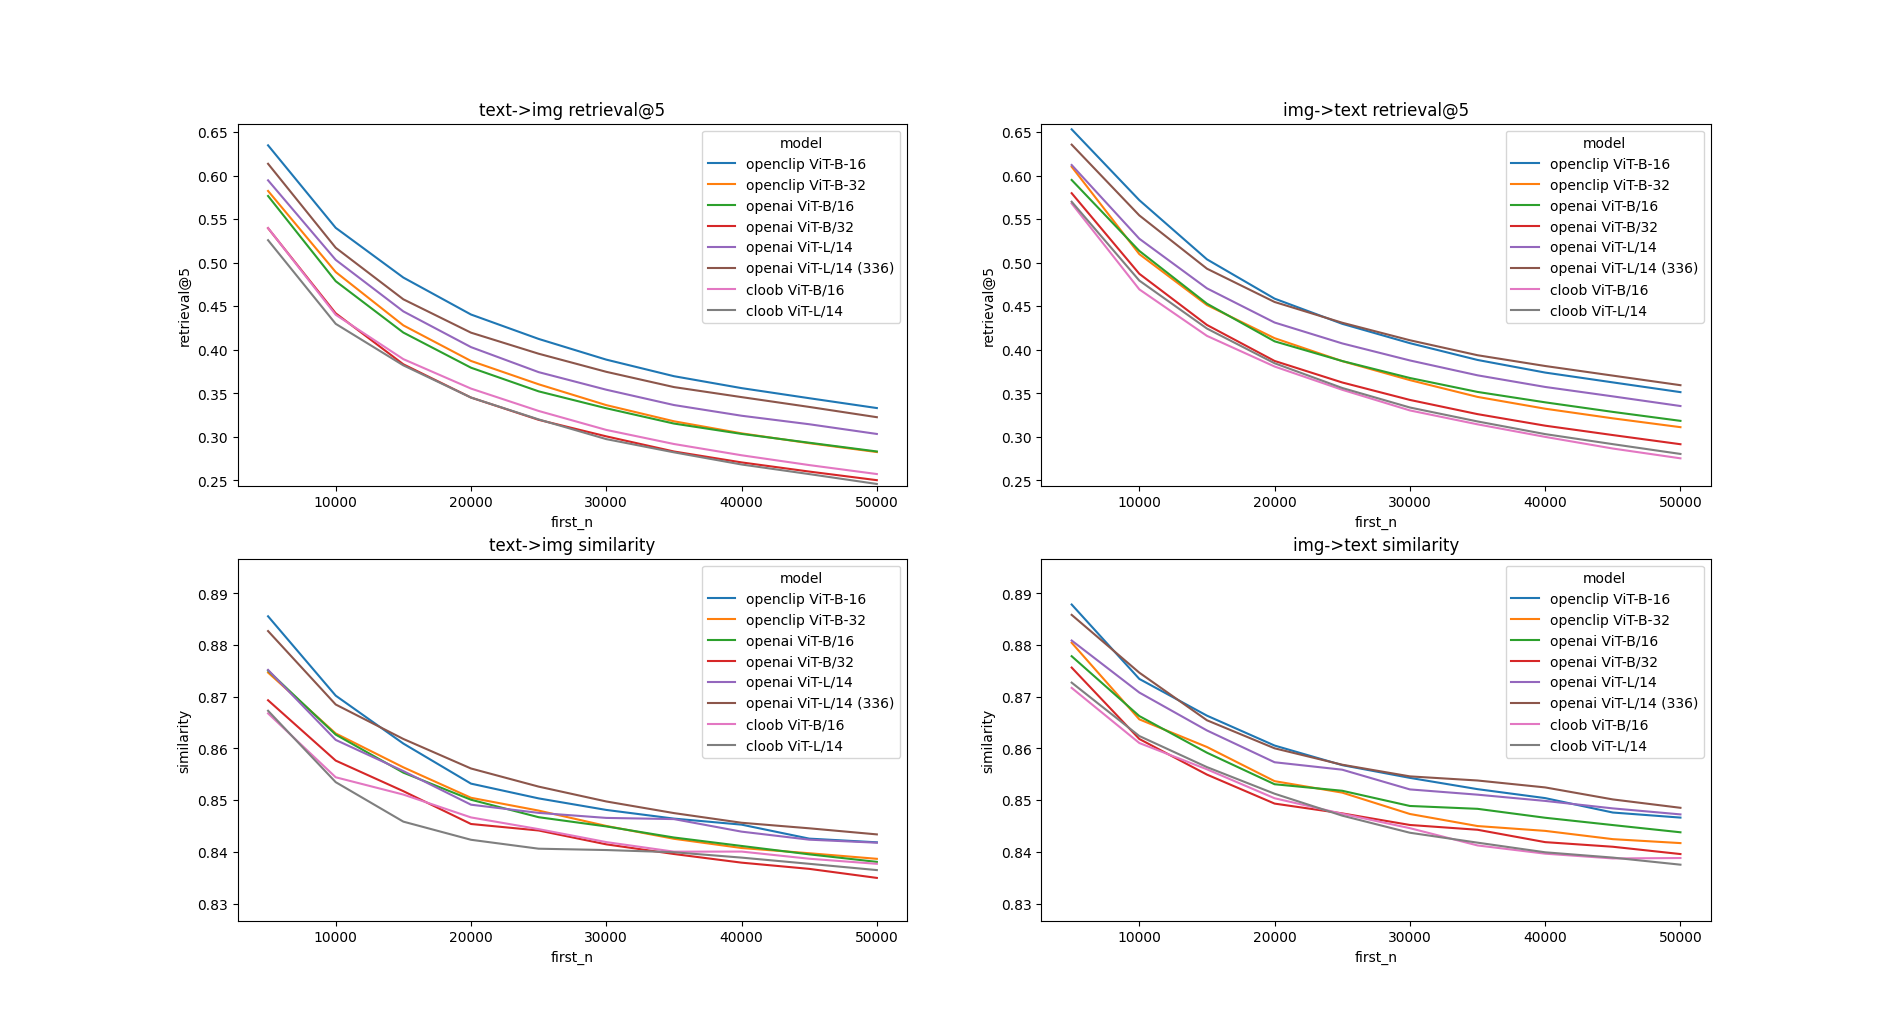 text->img retrieval@5
retrieval@5
0.65
0.60
0.55
0.50
0.45
0.40
0.35
0.30
0.25
model
openclip ViT-B-16
openclip ViT-B-32
openai ViT-B/16
openai ViT-B/32
openai ViT-L/14
openai ViT-L/14 (336)
cloob ViT-B/16
cloob ViT-L/14
10000 20000 30000 40000 50000
first_n
img->text retrieval@5
retrieval@5
0.65
0.60
0.55
0.50
0.45
0.40
0.35
0.30
0.25
model
openclip ViT-B-16
openclip ViT-B-32
openai ViT-B/16
openai ViT-B/32
openai ViT-L/14
openai ViT-L/14 (336)
cloob ViT-B/16
cloob ViT-L/14
10000 20000 30000 40000 50000
first_n
text->img similarity
similarity
0.89
0.88
0.87
0.86
0.85
0.84
0.83
model
openclip ViT-B-16
openclip ViT-B-32
openai ViT-B/16
openai ViT-B/32
openai ViT-L/14
openai ViT-L/14 (336)
cloob ViT-B/16
cloob ViT-L/14
10000 20000 30000 40000 50000
first_n
img->text similarity
similarity
0.89
0.88
0.87
0.86
0.85
0.84
0.83
model
openclip ViT-B-16
openclip ViT-B-32
openai ViT-B/16
openai ViT-B/32
openai ViT-L/14
openai ViT-L/14 (336)
cloob ViT-B/16
cloob ViT-L/14
10000 20000 30000 40000 50000
first_n